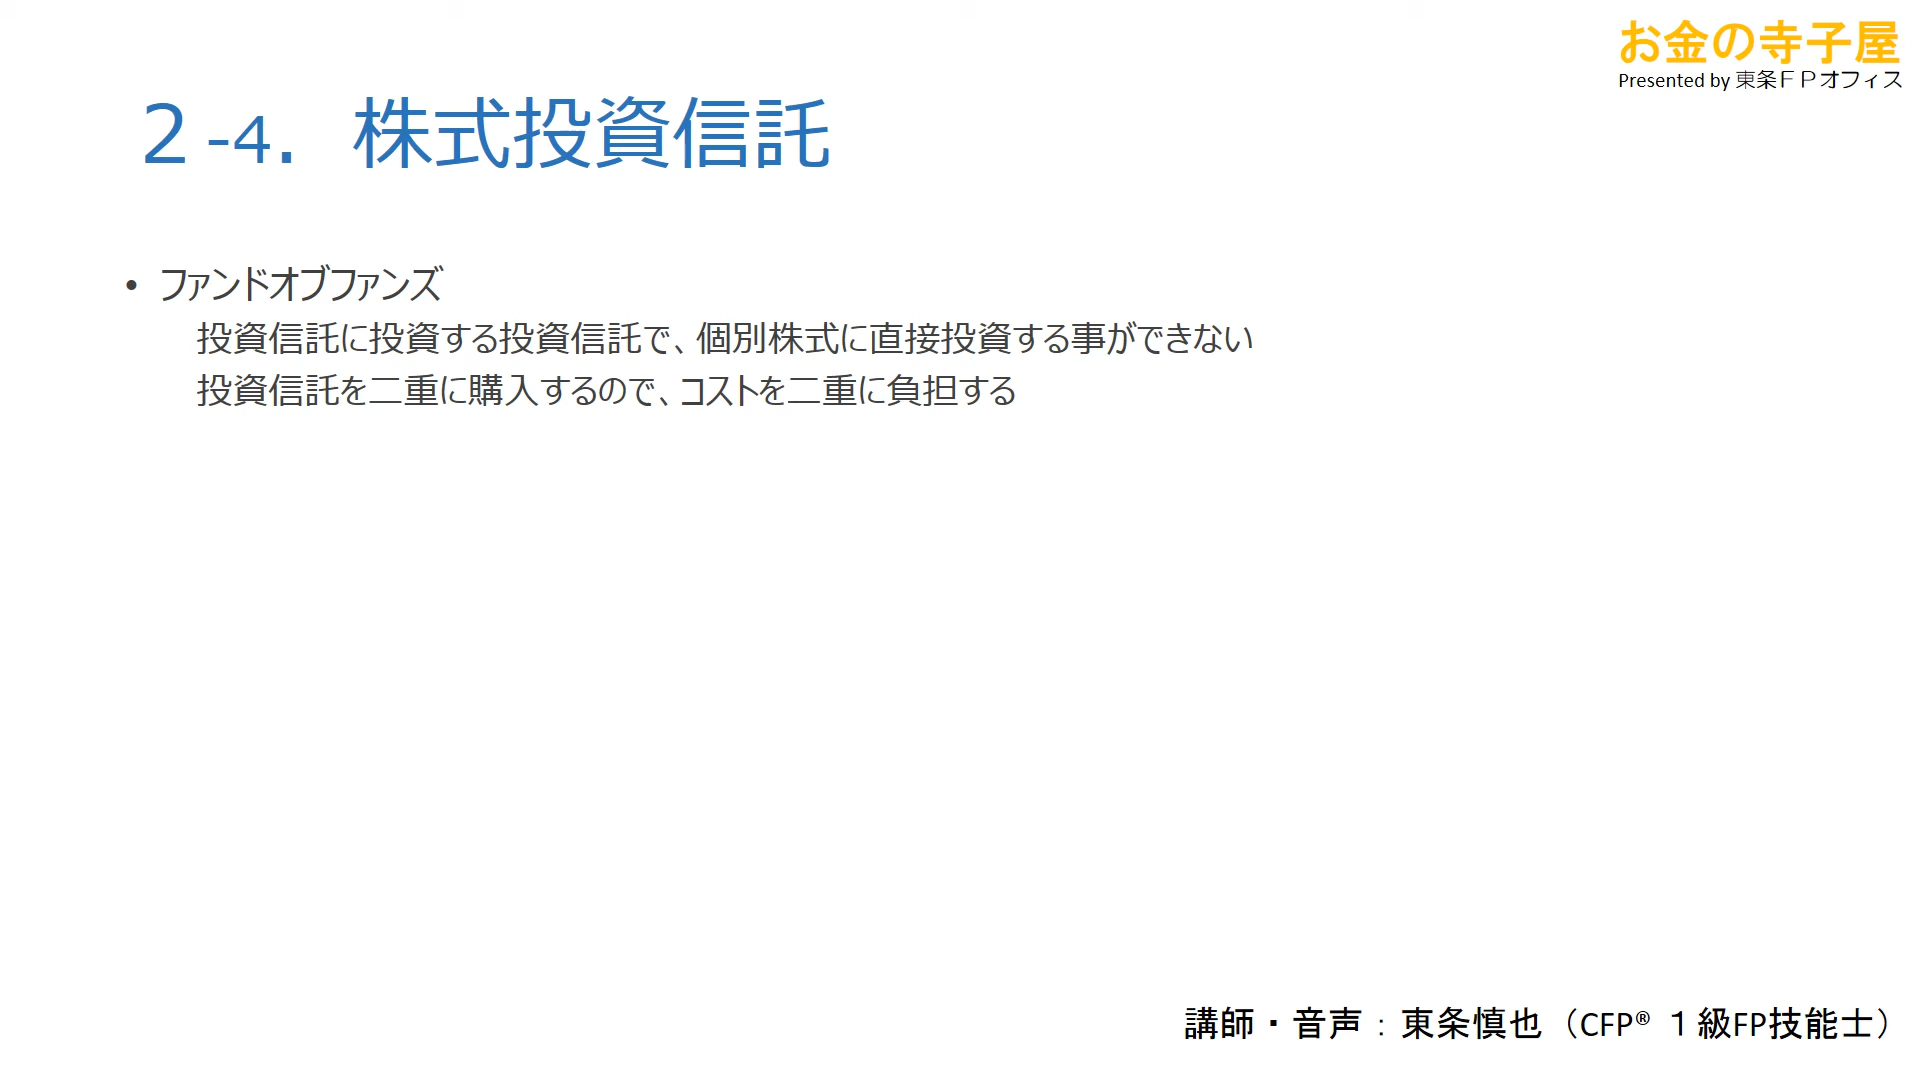 お金の寺子屋
Presented by 東条ＦＰオフィス
２-4． 株式投資信託
• ファンドオブファンズ
投資信託に投資する投資信託で、個別株式に直接投資する事ができない
投資信託を二重に購入するので、コストを二重に負担する
講師・音声：東条慎也（CFP® １級FP技能士）